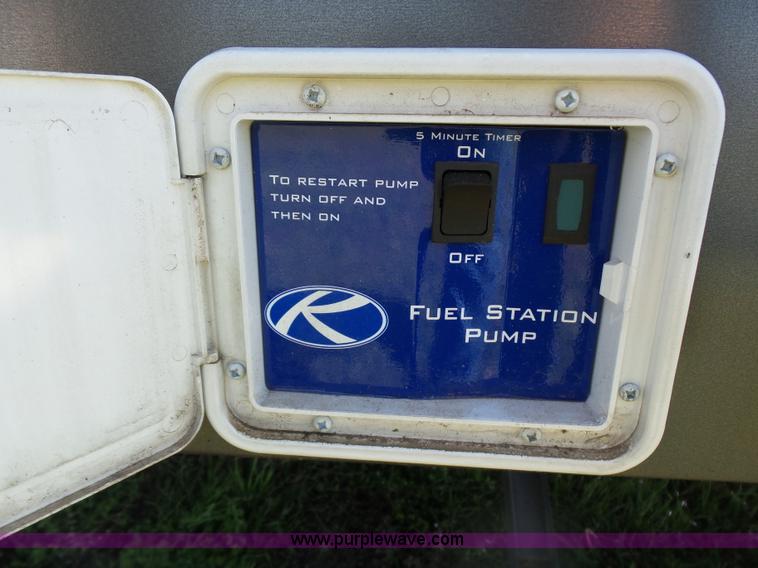 5 MINUTE TIMER
ON
TO RESTART PUMP
TURN OFF AND
THEN ON
OFF
K
FUEL STATION
PUMP
www.purplewave.com